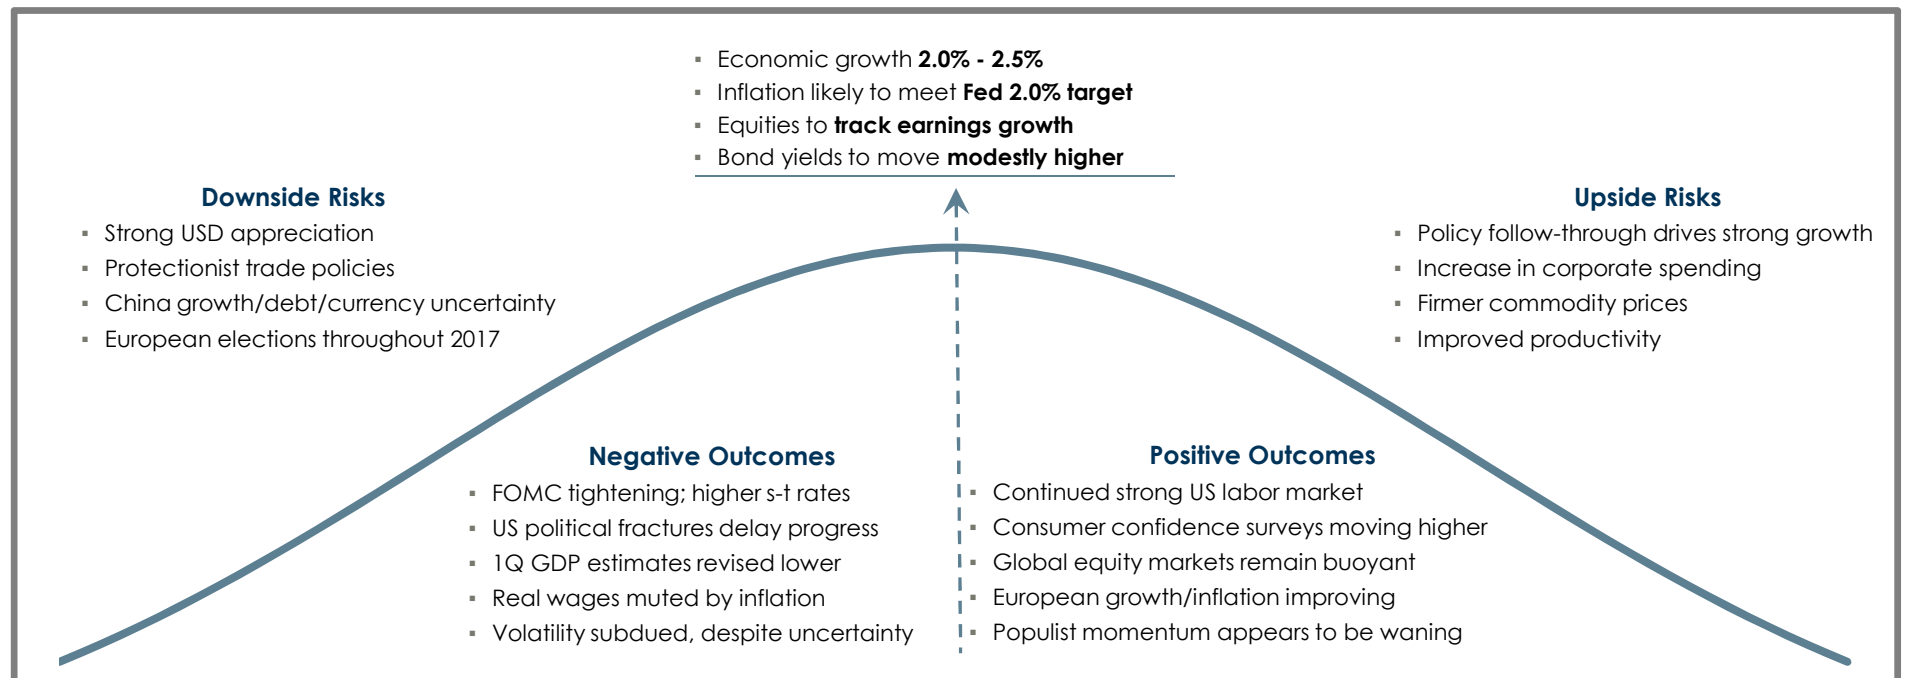 ▪ Economic growth 2.0% - 2.5%
▪ Inflation likely to meet Fed 2.0% target
▪ Equities to track earnings growth
▪ Bond yields to move modestly higher
Downside Risks
▪ Strong USD appreciation
▪ Protectionist trade policies
▪ China growth/debt/currency uncertainty
▪ European elections throughout 2017
Upside Risks
▪ Policy follow-through drives strong growth
▪ Increase in corporate spending
▪ Firmer commodity prices
▪ Improved productivity
Negative Outcomes
▪ FOMC tightening; higher s-t rates
▪ US political fractures delay progress
▪ 1Q GDP estimates revised lower
▪ Real wages muted by inflation
▪ Volatility subdued, despite uncertainty
Positive Outcomes
▪ Continued strong US labor market
▪ Consumer confidence surveys moving higher
▪ Global equity markets remain buoyant
▪ European growth/inflation improving
▪ Populist momentum appears to be waning